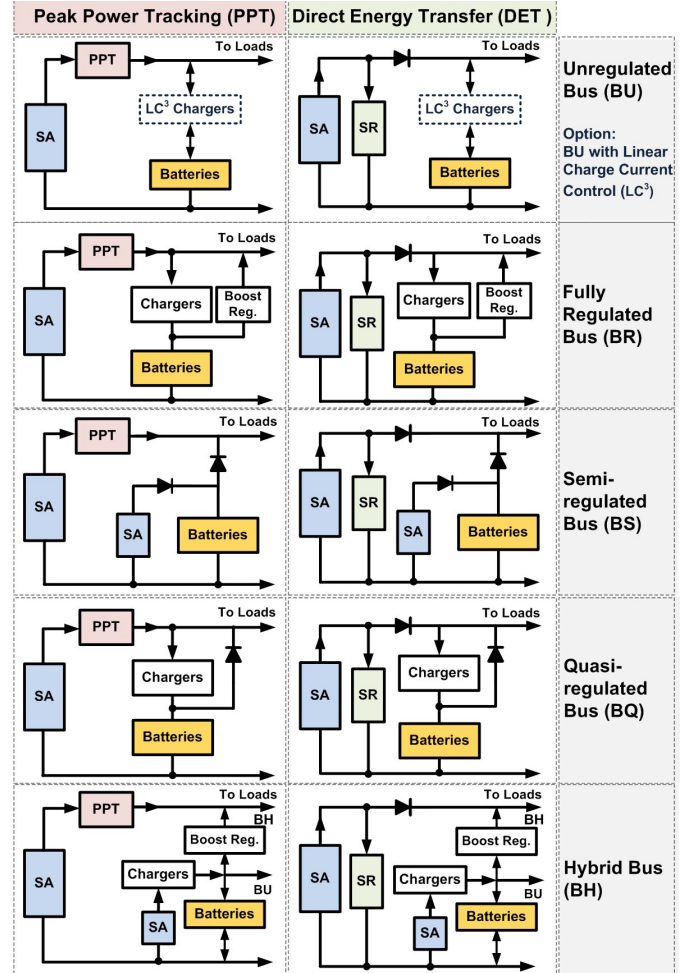 Peak Power Tracking (PPT)
Direct Energy Transfer (DET )
To Loads
PPT
LC³ Chargers
SA
Batteries
To Loads
LC³ Chargers
SA
SR
Batteries
Unregulated
Bus (BU)
Option:
BU with Linear
Charge Current
Control (LC³)
To Loads
PPT
Chargers
Boost
Reg.
SA
Batteries
To Loads
Chargers
Boost
Reg.
SA
SR
Batteries
Fully
Regulated
Bus (BR)
To Loads
PPT
SA
SA
Batteries
To Loads
SA
SR
SA
Batteries
Semi-
regulated
Bus (BS)
To Loads
PPT
Chargers
SA
Batteries
To Loads
Chargers
SA
SR
Batteries
Quasi-
regulated
Bus (BQ)
To Loads
PPT
BH
Boost Reg.
Chargers
SA
BU
Batteries
SA
To Loads
BH
Boost Reg.
Chargers
SA
SR
BU
Batteries
SA
Hybrid Bus
(BH)